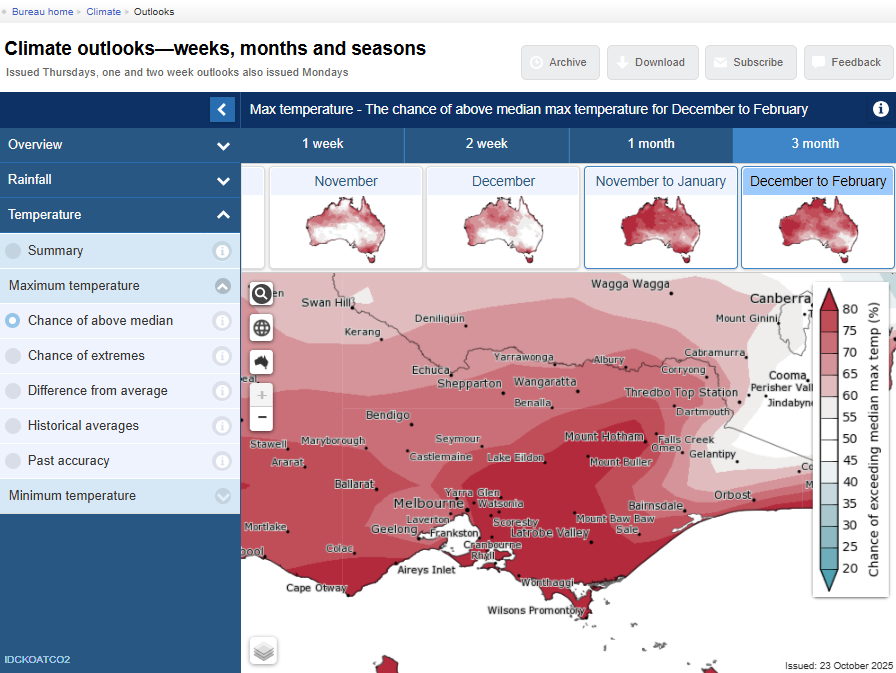 Bureau home > Climate > Outlooks
Climate outlooks—weeks, months and seasons
Issued Thursdays, one and two week outlooks also issued Mondays
Archive
Download
Subscribe
Feedback
Max temperature - The chance of above median max temperature for December to February
Overview
Rainfall
Temperature
Summary
Maximum temperature
Chance of above median
Chance of extremes
Difference from average
Historical averages
Past accuracy
Minimum temperature
IDCKOATCO2
1 week
2 week
1 month
3 month
November
December
November to January
December to February
Wagga Wagga
Swan Hill
Canberra
Deniliquin
Mount Ginini
Kerang
Yarrawonga
Albury
Cabramurra
Echuca
Corryong
Cooma
Shepparton
Wangaratta
Perisher Vall
Thredbo Top Station
Jindabyn
Benalla
Dartmouth
Bendigo
Mount Hotham
Falls Creek
Stawell
Maryborough
Seymour
Omeo
Gelantipy
Castlemaine
Lake Eildon
Mount Buller
Ararat
Ballarat
Yarra Glen
Orbost
Melbourne
Watsonia
Bairnsdale
Laverton
Scoresby
Mount Baw Baw
Mortlake
Geelong
Frankston
Latrobe Valley
Sale
Cranbourne
Colac
Rhyll
Aireys Inlet
Wonthaggi
Cape Otway
Wilsons Promontory
80
75
70
65
60
55
50
45
40
35
30
25
20
Chance of exceeding median max temp (%)
Issued: 23 October 2025